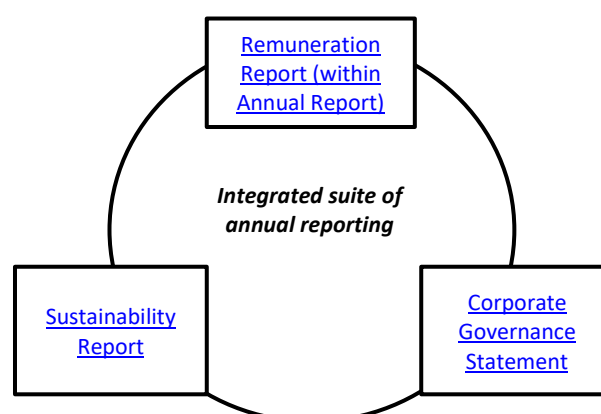 Remuneration
Report (within
Annual Report)
Integrated suite of
annual reporting
Sustainability
Report
Corporate
Governance
Statement